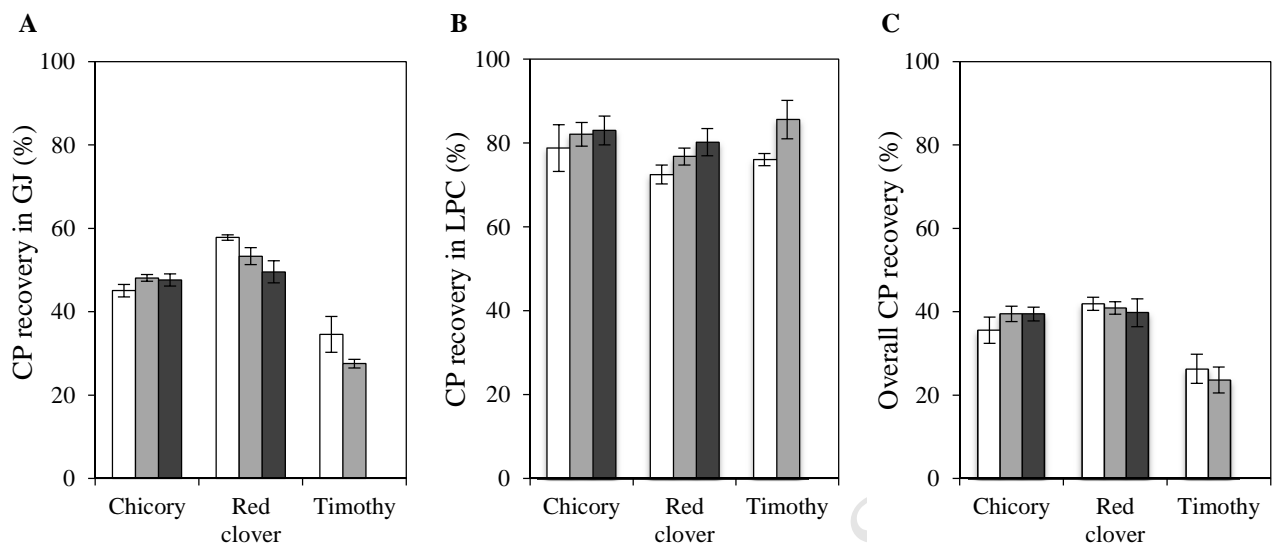 A
CP recovery in GJ (%)
100
80
60
40
20
0
Chicory
Red
clover
Timothy
B
CP recovery in LPC (%)
100
80
60
40
20
0
Chicory
Red
clover
Timothy
C
Overall CP recovery (%)
100
80
60
40
20
0
Chicory
Red
clover
Timothy